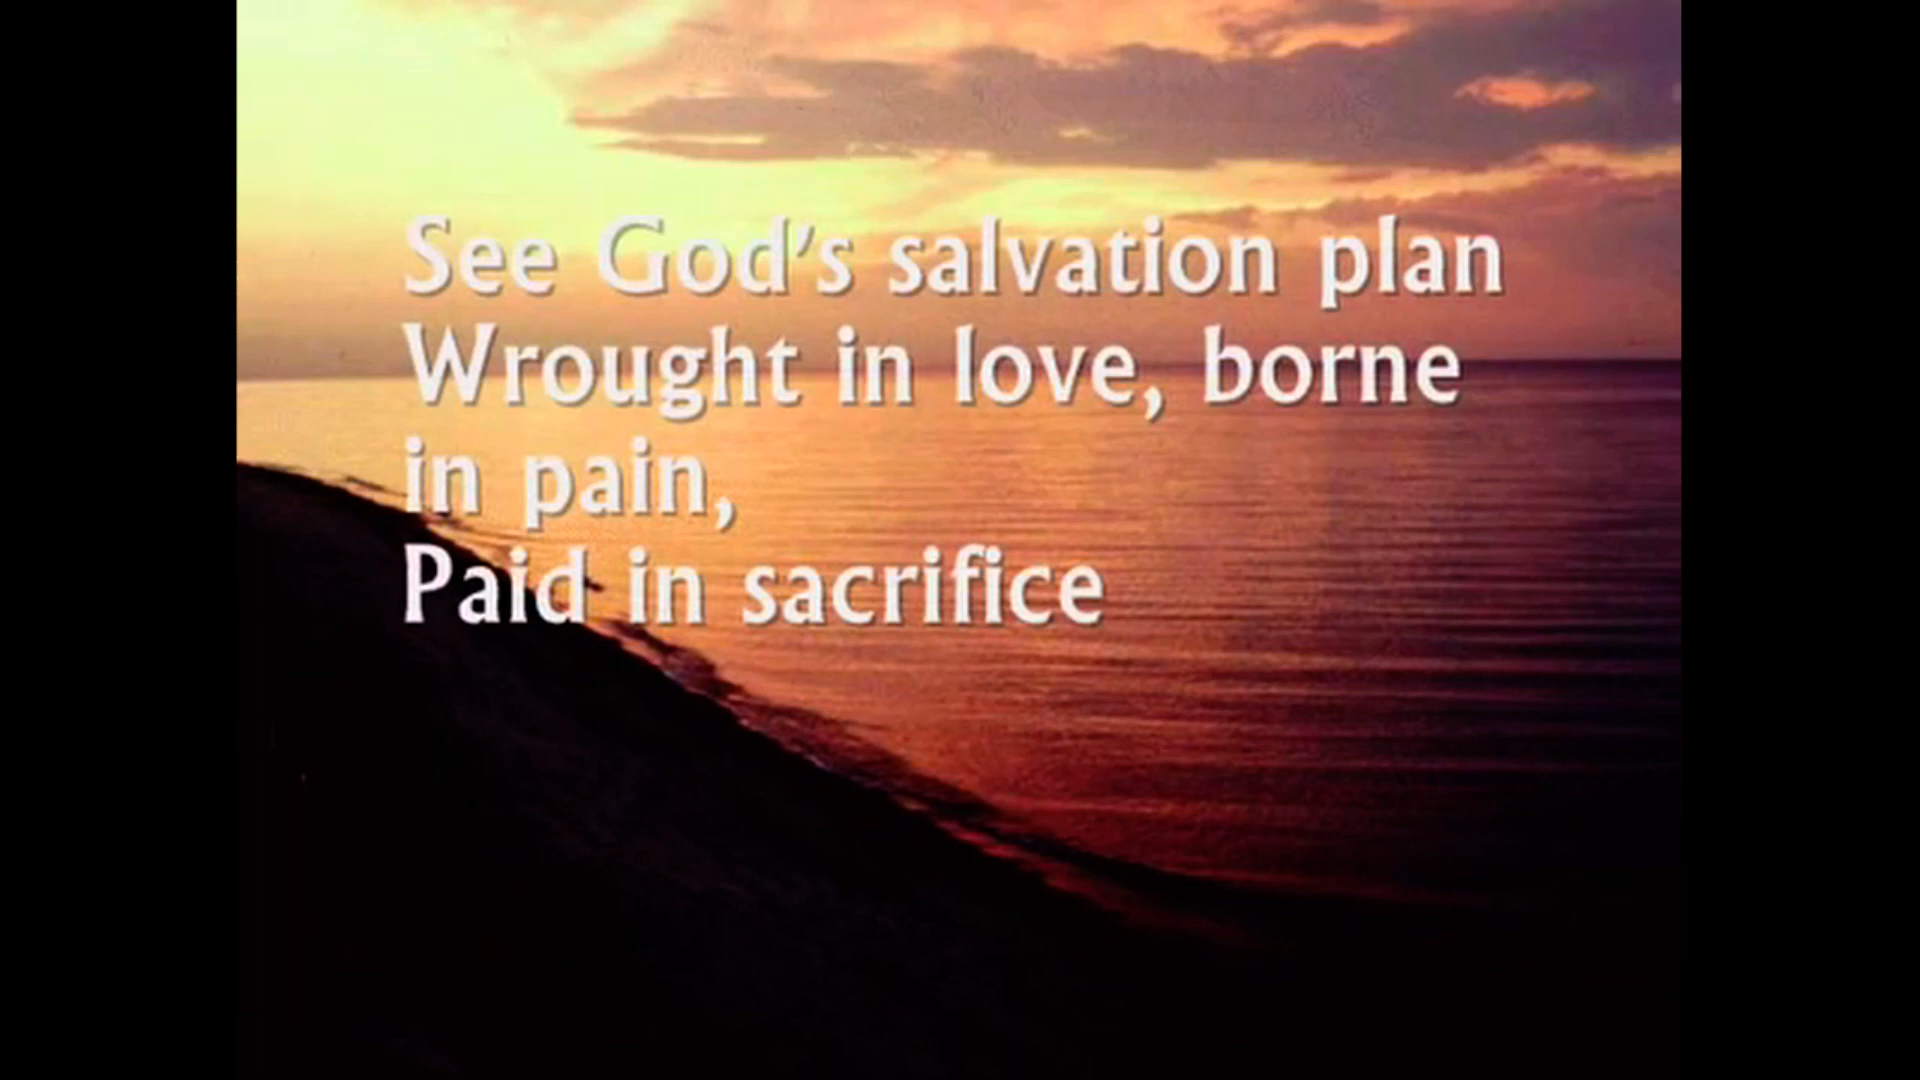 See God's salvation plan
Wrought in love, borne
in pain,
Paid in sacrifice